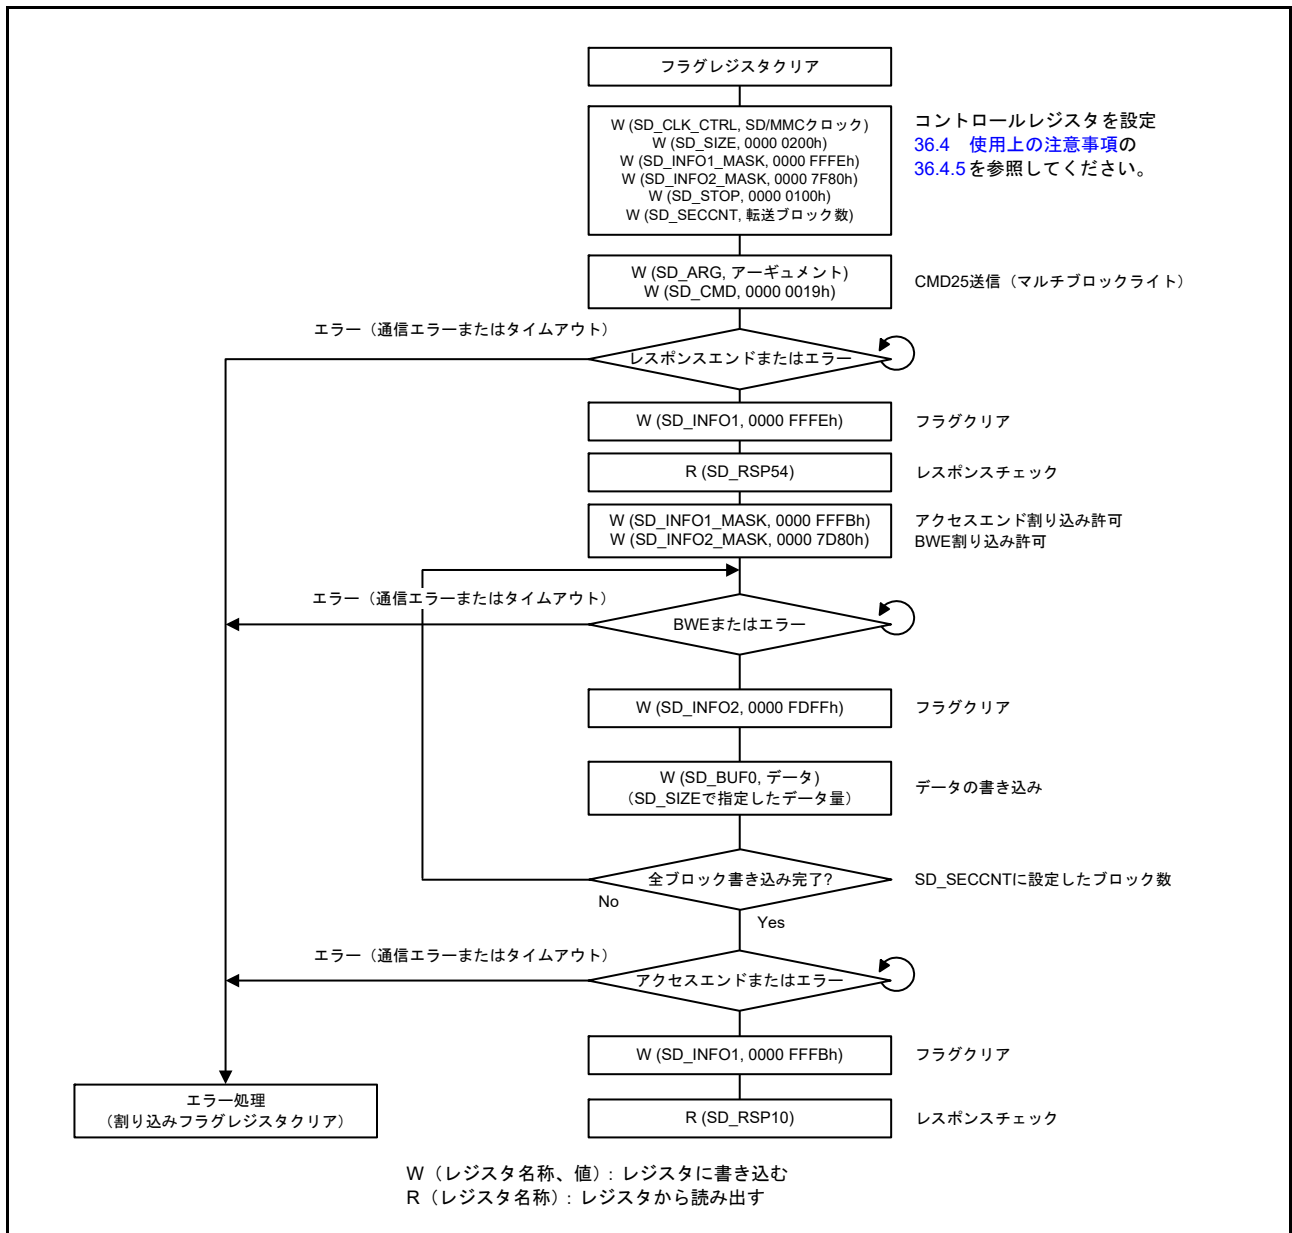 フラグレジスタクリア
W (SD_CLK_CTRL, SD/MMCクロック)
W (SD_SIZE, 0000 0200h)
W (SD_INFO1_MASK, 0000 FFFEh)
W (SD_INFO2_MASK, 0000 7F80h)
W (SD_STOP, 0000 0100h)
W (SD_SECCNT, 転送ブロック数)
コントロールレジスタを設定
36.4 使用上の注意事項の
36.4.5を参照してください。
W (SD_ARG, アーギュメント)
W (SD_CMD, 0000 0019h)
CMD25送信（マルチブロックライト）
エラー（通信エラーまたはタイムアウト）
レスポンスエンドまたはエラー
W (SD_INFO1, 0000 FFFEh)
フラグクリア
R (SD_RSP54)
レスポンスチェック
W (SD_INFO1_MASK, 0000 FFFBh)
W (SD_INFO2_MASK, 0000 7D80h)
アクセスエンド割り込み許可
BWE割り込み許可
エラー（通信エラーまたはタイムアウト）
BWEまたはエラー
W (SD_INFO2, 0000 FDFFh)
フラグクリア
W (SD_BUF0, データ)
（SD_SIZEで指定したデータ量）
データの書き込み
全ブロック書き込み完了?
SD_SECCNTに設定したブロック数
No
Yes
エラー（通信エラーまたはタイムアウト）
アクセスエンドまたはエラー
W (SD_INFO1, 0000 FFFBh)
フラグクリア
エラー処理
（割り込みフラグレジスタクリア）
R (SD_RSP10)
レスポンスチェック
W（レジスタ名称、値）: レジスタに書き込む
R（レジスタ名称）: レジスタから読み出す